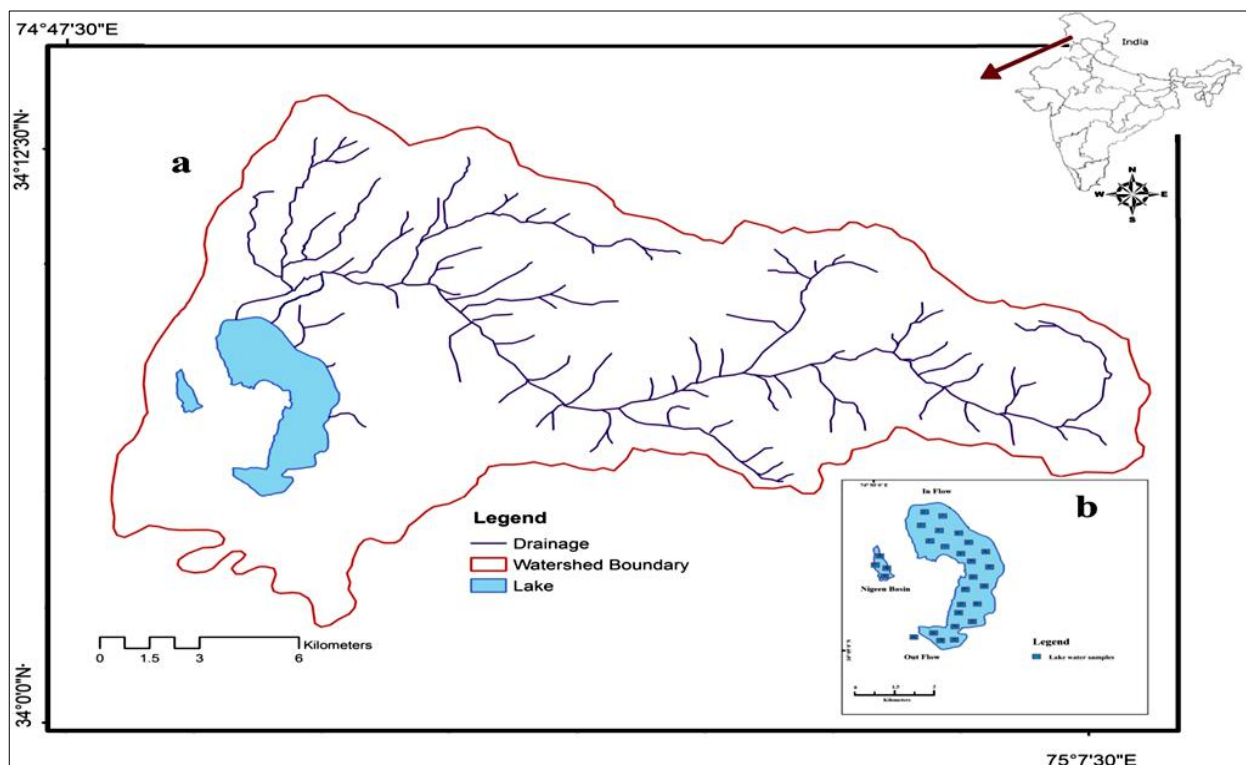 74°47'30"E
India
34°12'30"N
a
N
W E
S
Legend
Drainage
Watershed Boundary
Lake
Kilometers
0 1.5 3 6
34°0'0"N
75°7'30"E
b
In Flow
Nigeen Basin
Out Flow
Legend
Lake water samples
Kilometers